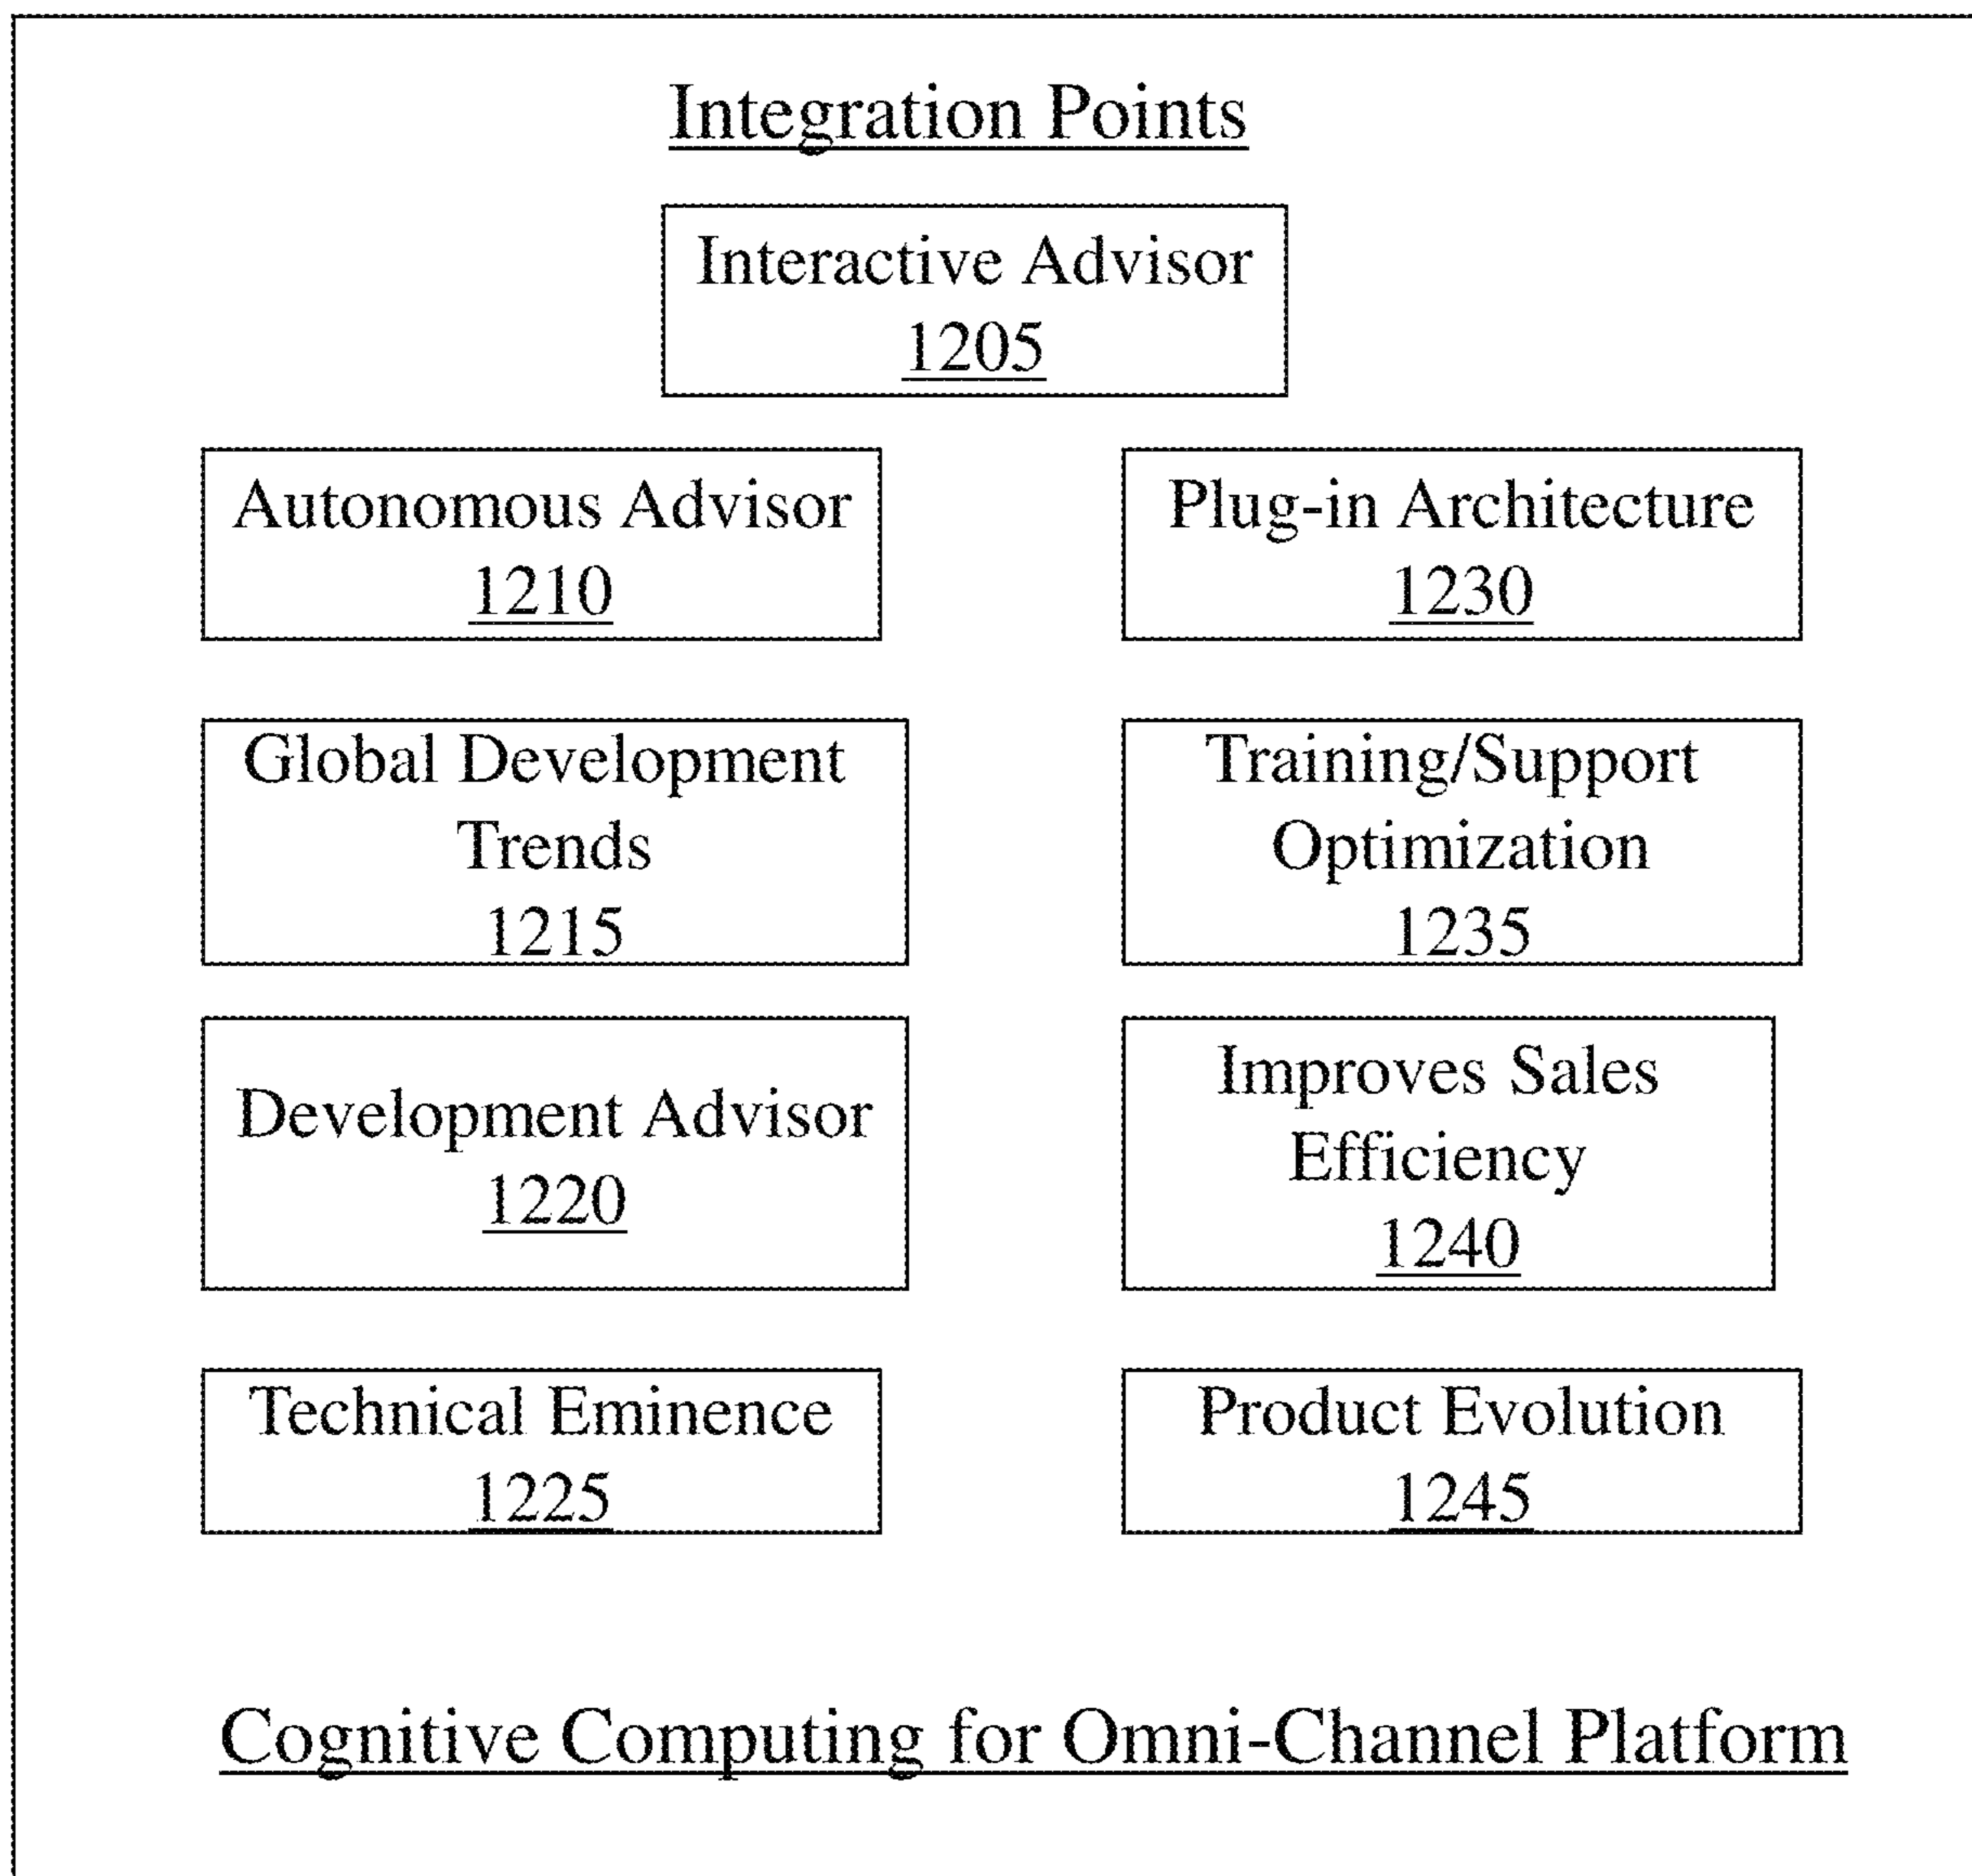 Integration Points
Interactive Advisor
1205
Autonomous Advisor
1210
Plug-in Architecture
1230
Global Development
Trends
1215
Training/Support
Optimization
1235
Development Advisor
1220
Improves Sales
Efficiency
1240
Technical Eminence
1225
Product Evolution
1245
Cognitive Computing for Omni-Channel Platform